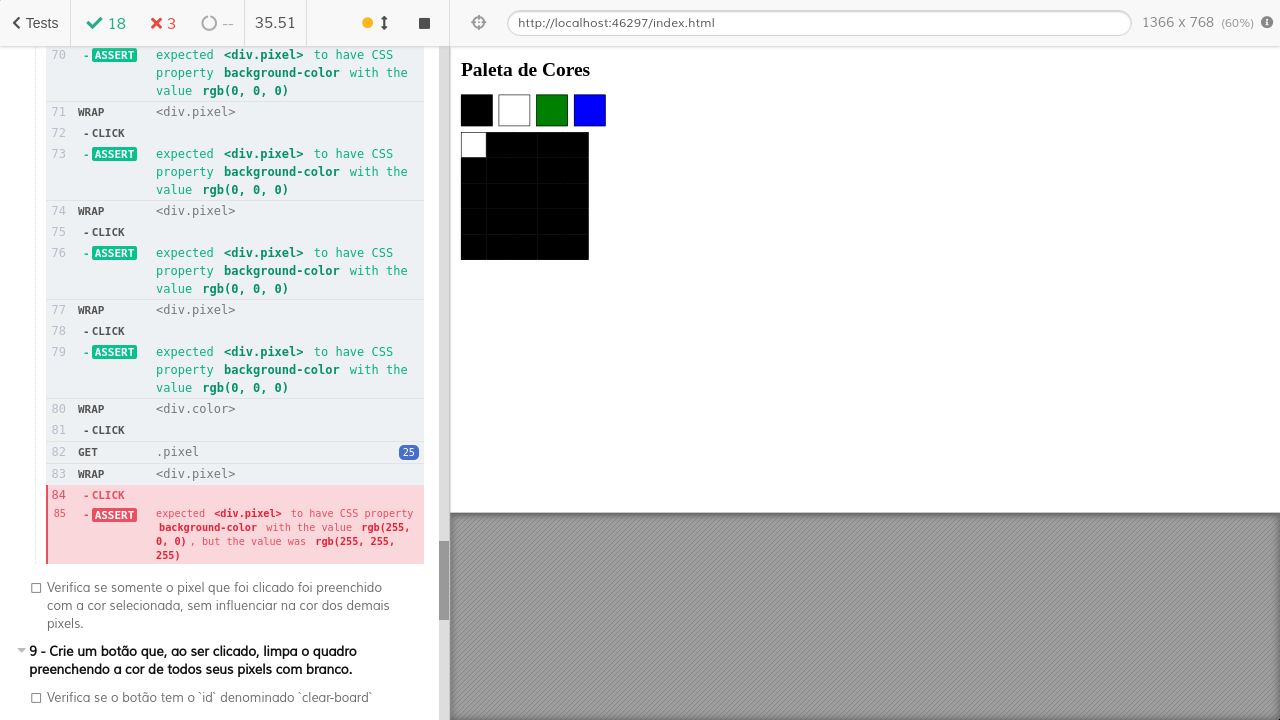 Tests
18
3
--
35.51
http://localhost:46297/index.html
1366 x 768 (60%)
70 - ASSERT expected <div.pixel> to have CSS
property background-color with the
value rgb(0, 0, 0)
71 WRAP <div.pixel>
72 - CLICK
73 - ASSERT expected <div.pixel> to have CSS
property background-color with the
value rgb(0, 0, 0)
74 WRAP <div.pixel>
75 - CLICK
76 - ASSERT expected <div.pixel> to have CSS
property background-color with the
value rgb(0, 0, 0)
77 WRAP <div.pixel>
78 - CLICK
79 - ASSERT expected <div.pixel> to have CSS
property background-color with the
value rgb(0, 0, 0)
80 WRAP <div.color>
81 - CLICK
82 GET .pixel 25
83 WRAP <div.pixel>
84 - CLICK
85 - ASSERT expected <div.pixel> to have CSS property
background-color with the value rgb(255,
0, 0) , but the value was rgb(255, 255,
255)
Verifica se somente o pixel que foi clicado foi preenchido
com a cor selecionada, sem influenciar na cor dos demais
pixels.
9 - Crie um botão que, ao ser clicado, limpa o quadro
preenchendo a cor de todos seus pixels com branco.
Verifica se o botão tem o `id` denominado `clear-board`
Paleta de Cores